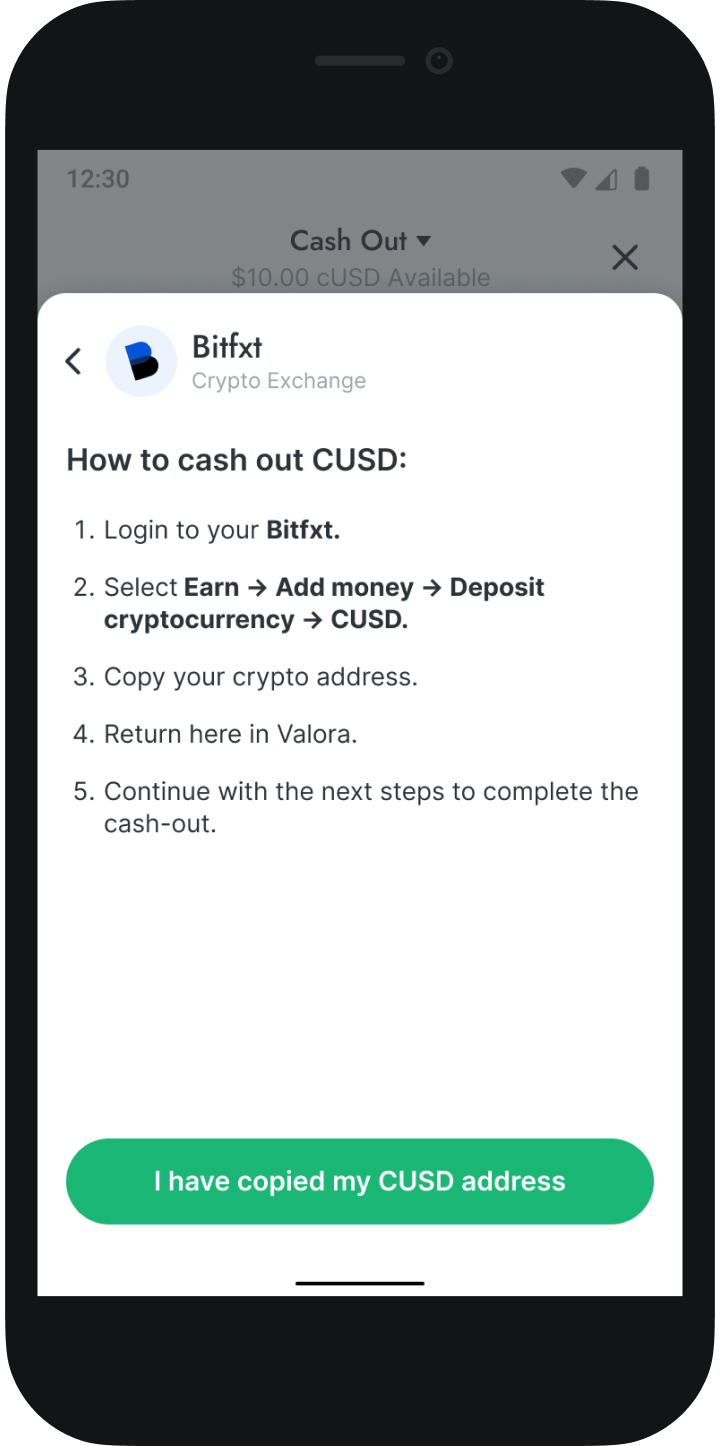 12:30
Cash Out
$10.00 cUSD Available
Bitfxt
Crypto Exchange
How to cash out CUSD:
1. Login to your Bitfxt.
2. Select Earn → Add money → Deposit
cryptocurrency → CUSD.
3. Copy your crypto address.
4. Return here in Valora.
5. Continue with the next steps to complete the
cash-out.
I have copied my CUSD address